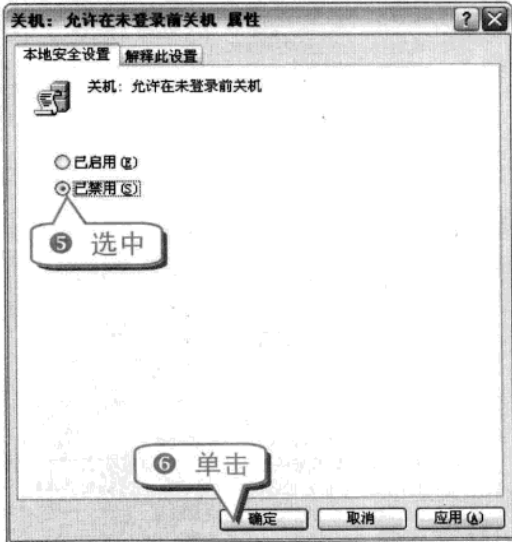 关机: 允许在未登录前关机 属性
?
本地安全设置 解释此设置
关机: 允许在未登录前关机
已启用(E)
已禁用(S)
❺ 选中
❻ 单击
确定 取消 应用(A)